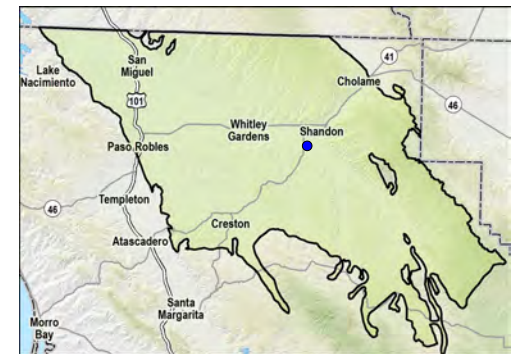 San
Miguel
Lake
Nacimiento
41
Cholame
101
46
Whitley
Gardens
Shandon
Paso Robles
Templeton
46
Creston
Atascadero
Santa
Margarita
Morro
Bay